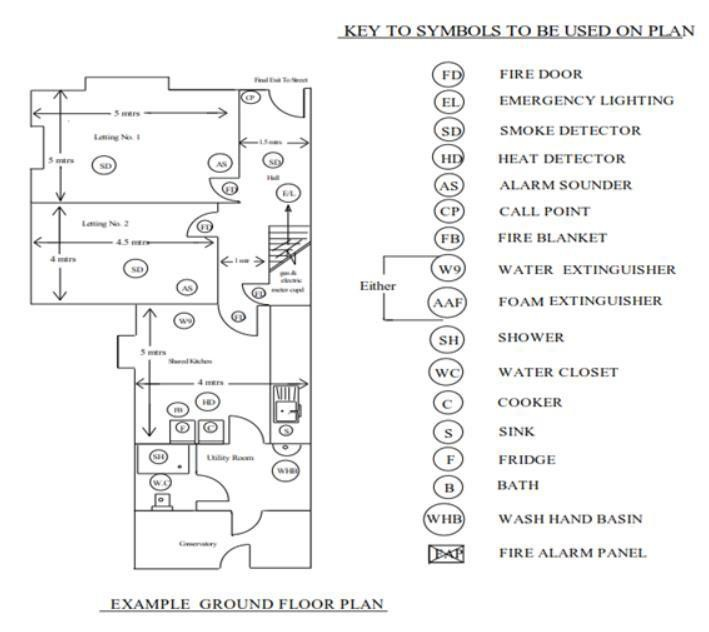 KEY TO SYMBOLS TO BE USED ON PLAN
Final Exit To Street
CP
5 mtrs
1.5 mtrs
Letting No. 1
5 mtrs
SD
AS
SD
Hall
FD
E/L
Letting No. 2
FD
4.5 mtrs
4 mtrs
1 mtr
SD
gas &
electric
meter cupd
AS
FD
W9
FD
5 mtrs
Shared Kitchen
4 mtrs
HD
FB
F
C
S
SH
Utility Room
WHB
W.C
Conservatory
EXAMPLE GROUND FLOOR PLAN
FD FIRE DOOR
EL EMERGENCY LIGHTING
SD SMOKE DETECTOR
HD HEAT DETECTOR
AS ALARM SOUNDER
CP CALL POINT
FB FIRE BLANKET
Either
W9 WATER EXTINGUISHER
AAF FOAM EXTINGUISHER
SH SHOWER
WC WATER CLOSET
C COOKER
S SINK
F FRIDGE
B BATH
WHB WASH HAND BASIN
FAP FIRE ALARM PANEL